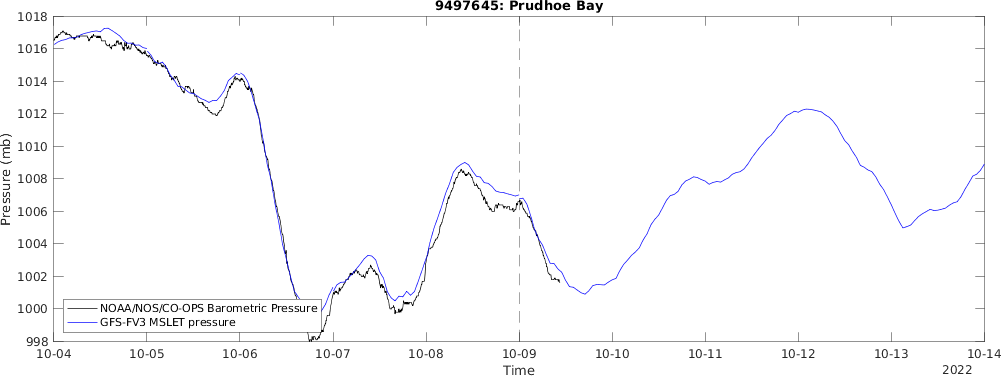 9497645: Prudhoe Bay
1018
1016
1014
1012
1010
1008
1006
1004
1002
1000
998
Pressure (mb)
NOAA/NOS/CO-OPS Barometric Pressure
GFS-FV3 MSLET pressure
10-04 10-05 10-06 10-07 10-08 10-09 10-10 10-11 10-12 10-13 10-14
Time
2022